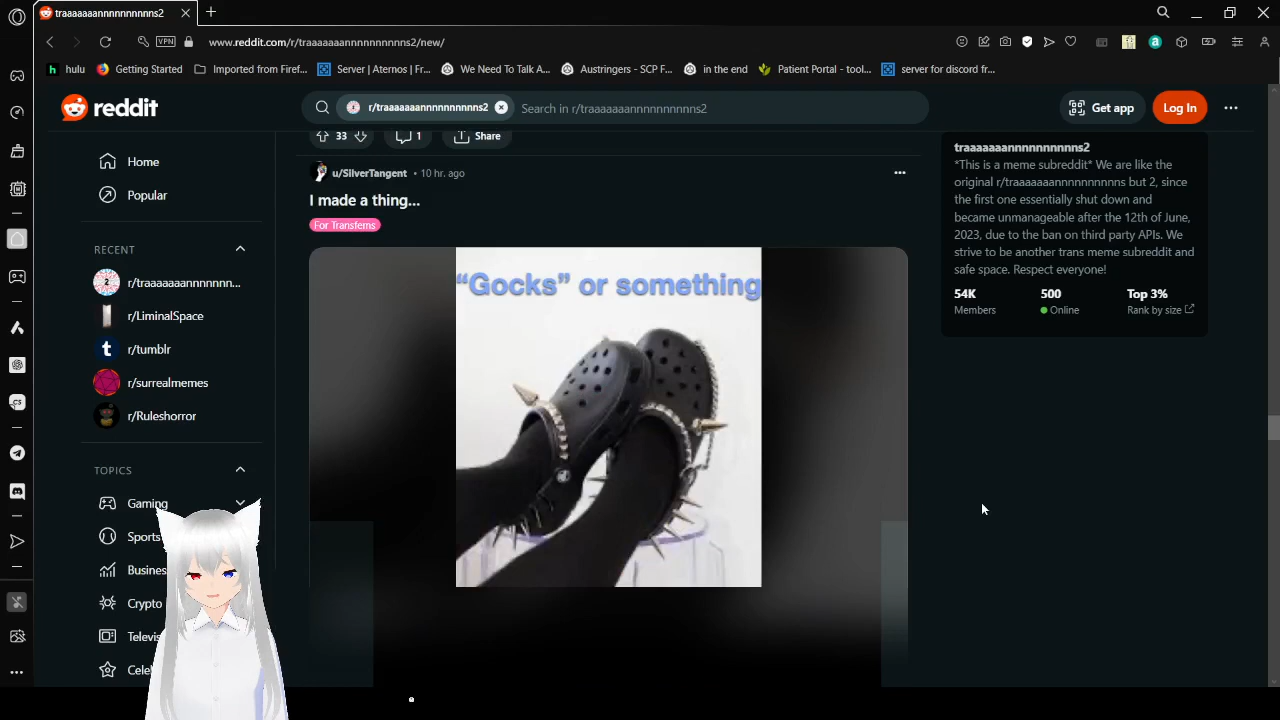 traaaaaaannnnnnnnnns2
www.reddit.com/r/traaaaaaannnnnnnnnns2/new/
VPN
hulu
Getting Started
Imported from Firef...
Server | Aternos | Fr...
We Need To Talk A...
Austringers - SCP F...
in the end
Patient Portal - tool...
server for discord fr...
reddit
r/traaaaaaannnnnnnnnns2
Search in r/traaaaaaannnnnnnnnns2
Get app
Log In
Home
Popular
RECENT
r/traaaaaaannnnnnn...
r/LiminalSpace
r/tumblr
r/surrealmemes
r/Ruleshorror
TOPICS
Gaming
Sports
Busines
Crypto
Televis
Celeb
33
1
Share
u/SilverTangent • 10 hr. ago
I made a thing...
For Transfems
“Gocks” or something
traaaaaaannnnnnnnnns2
*This is a meme subreddit* We are like the
original r/traaaaaaannnnnnnnnns but 2, since
the first one essentially shut down and
became unmanageable after the 12th of June,
2023, due to the ban on third party APIs. We
strive to be another trans meme subreddit and
safe space. Respect everyone!
54K
Members
500
Online
Top 3%
Rank by size